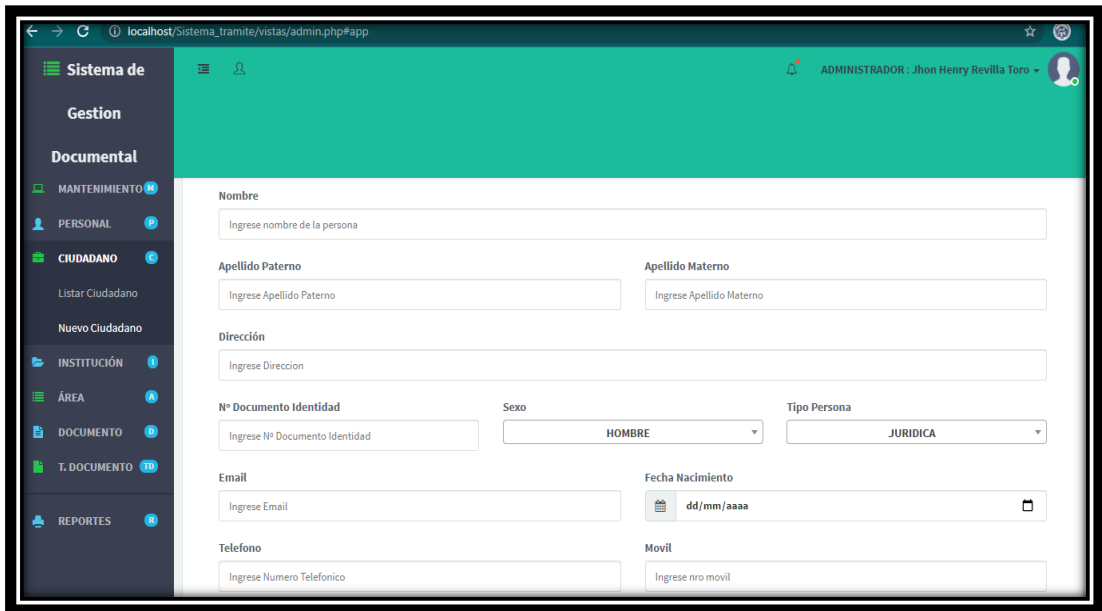 localhost/Sistema_tramite/vistas/admin.php#app
Sistema de
Gestion
Documental
ADMINISTRADOR : Jhon Henry Revilla Toro
MANTENIMIENTO M
PERSONAL P
CIUDADANO C
Listar Ciudadano
Nuevo Ciudadano
INSTITUCIÓN I
ÁREA A
DOCUMENTO D
T. DOCUMENTO TD
REPORTES R
Nombre
Ingrese nombre de la persona
Apellido Paterno Apellido Materno
Ingrese Apellido Paterno Ingrese Apellido Materno
Dirección
Ingrese Direccion
Nº Documento Identidad Sexo Tipo Persona
Ingrese Nº Documento Identidad HOMBRE JURIDICA
Email Fecha Nacimiento
Ingrese Email dd/mm/aaaa
Telefono Movil
Ingrese Numero Telefonico Ingrese nro movil